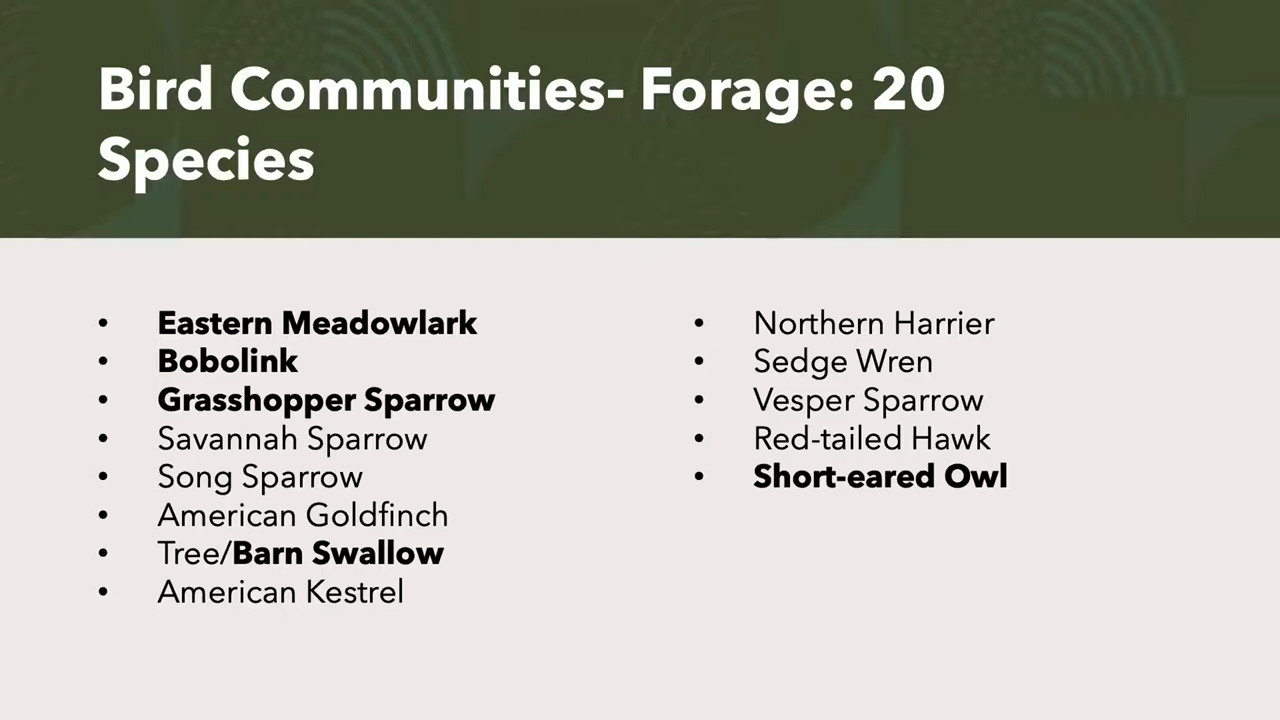 Bird Communities- Forage: 20
Species
• Eastern Meadowlark
• Bobolink
• Grasshopper Sparrow
• Savannah Sparrow
• Song Sparrow
• American Goldfinch
• Tree/Barn Swallow
• American Kestrel
• Northern Harrier
• Sedge Wren
• Vesper Sparrow
• Red-tailed Hawk
• Short-eared Owl